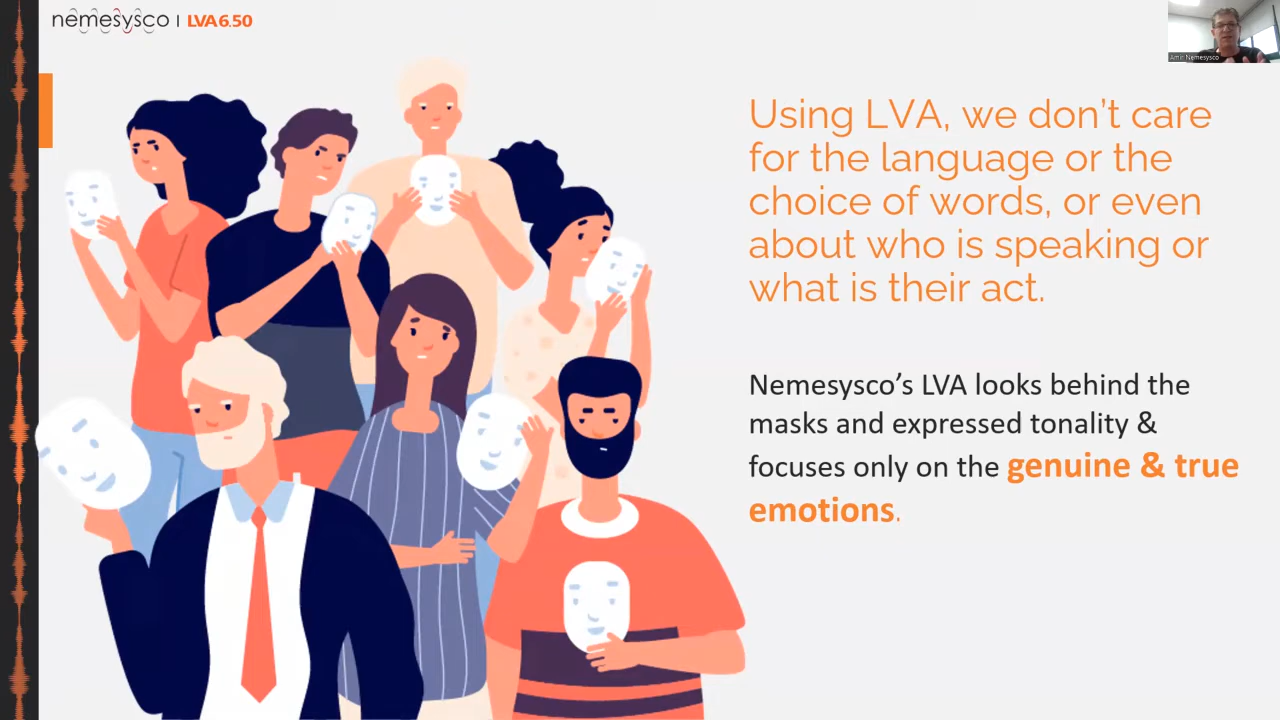 nemesysco | LVA6.50
Amir Nemesysco
Using LVA, we don't care
for the language or the
choice of words, or even
about who is speaking or
what is their act.
Nemesysco's LVA looks behind the
masks and expressed tonality &
focuses only on the genuine & true
emotions.